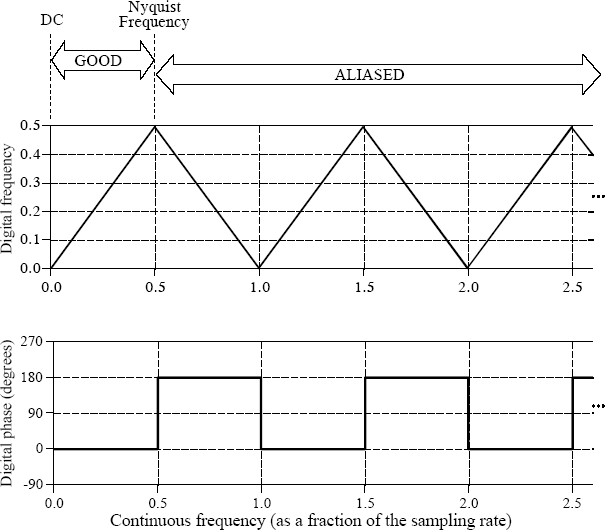 DC
Nyquist
Frequency
GOOD
ALIASED
Digital frequency
0.5
0.4
0.3
0.2
0.1
0.0
0.0 0.5 1.0 1.5 2.0 2.5
Digital phase (degrees)
270
180
90
0
-90
0.0 0.5 1.0 1.5 2.0 2.5
Continuous frequency (as a fraction of the sampling rate)